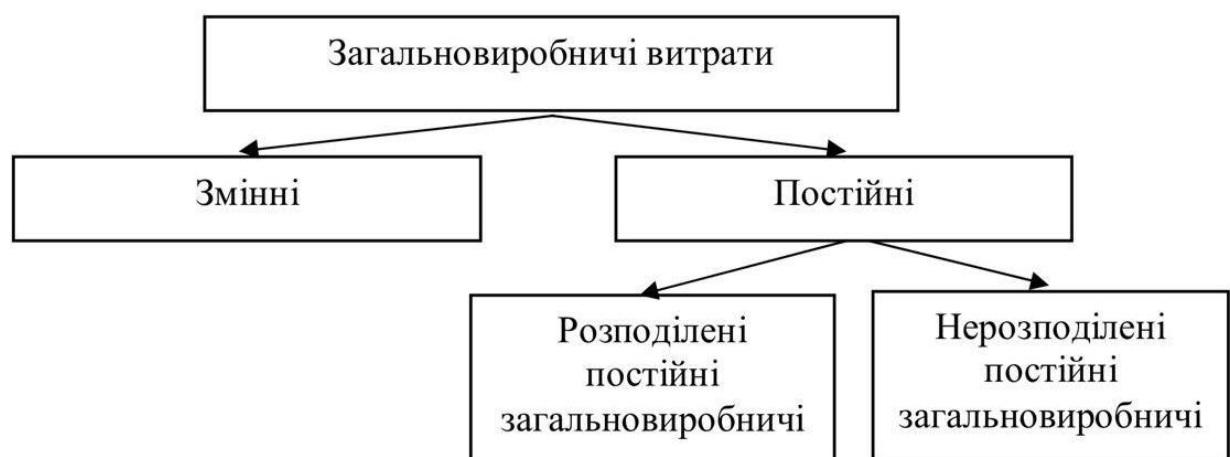 Загальновиробничі витрати
Змінні
Постійні
Розподілені
постійні
загальновиробничі
Нерозподілені
постійні
загальновиробничі